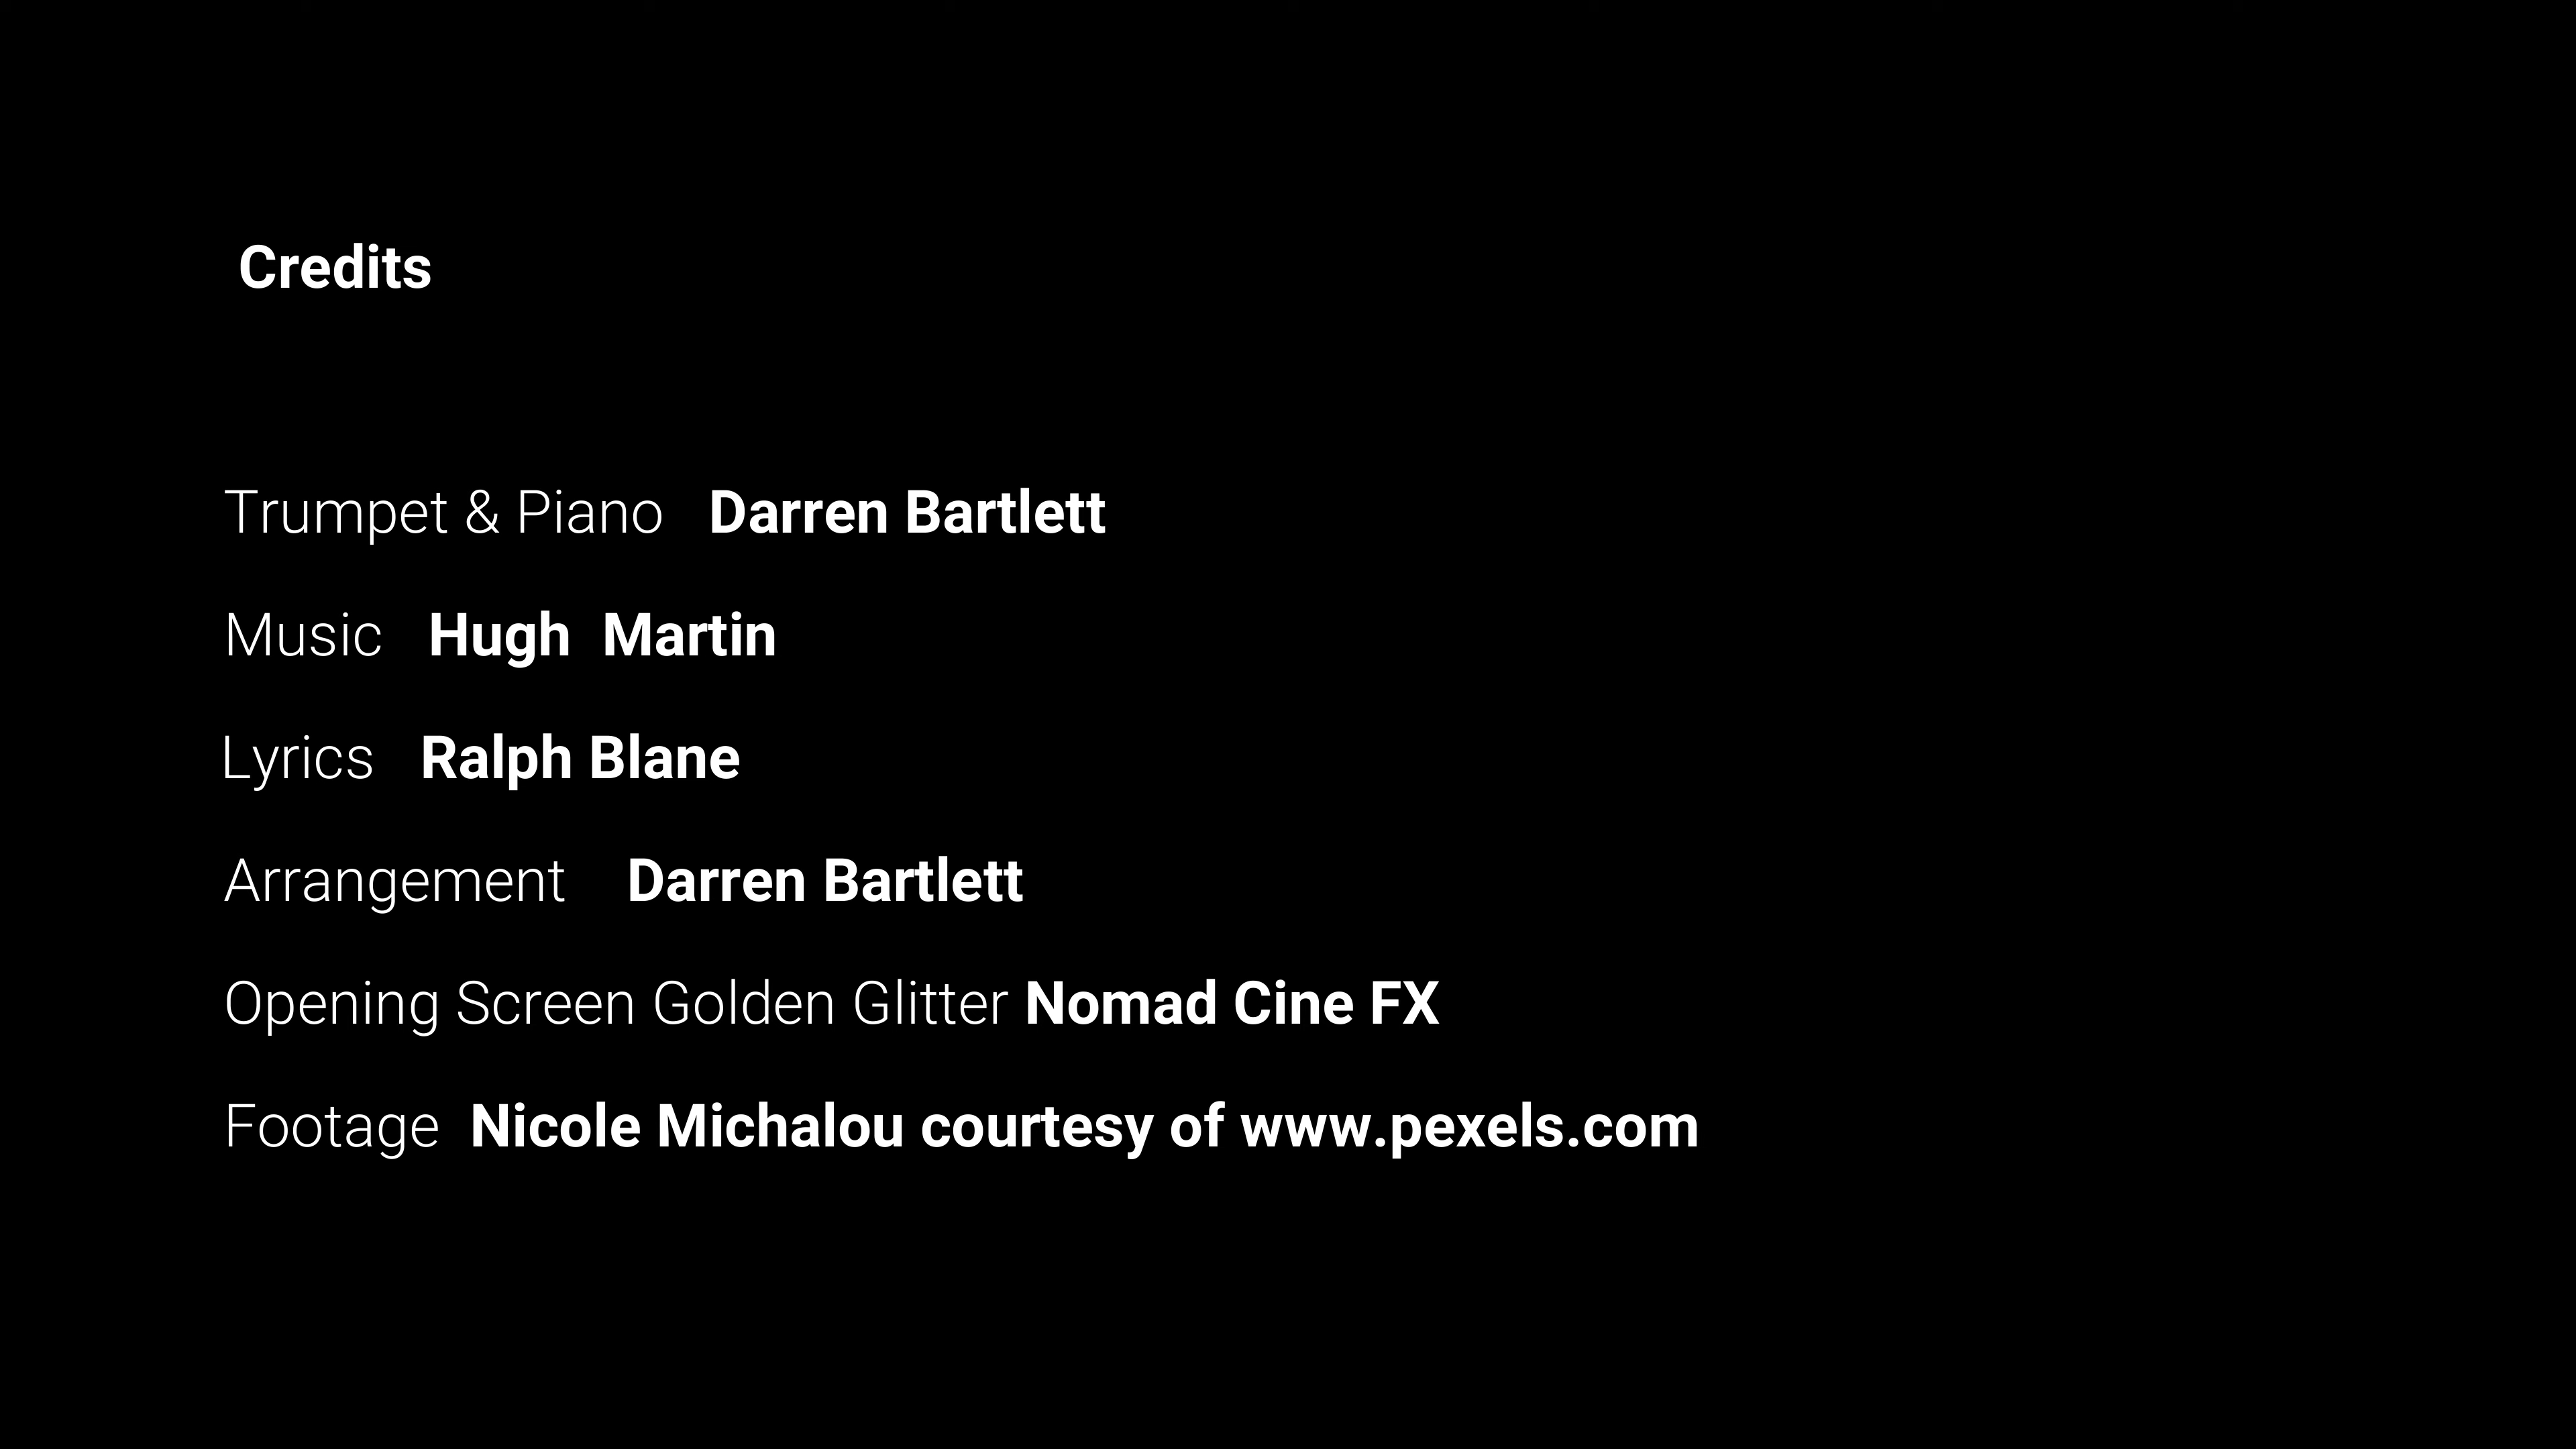 Credits
Trumpet & Piano Darren Bartlett
Music Hugh Martin
Lyrics Ralph Blane
Arrangement Darren Bartlett
Opening Screen Golden Glitter Nomad Cine FX
Footage Nicole Michalou courtesy of www.pexels.com